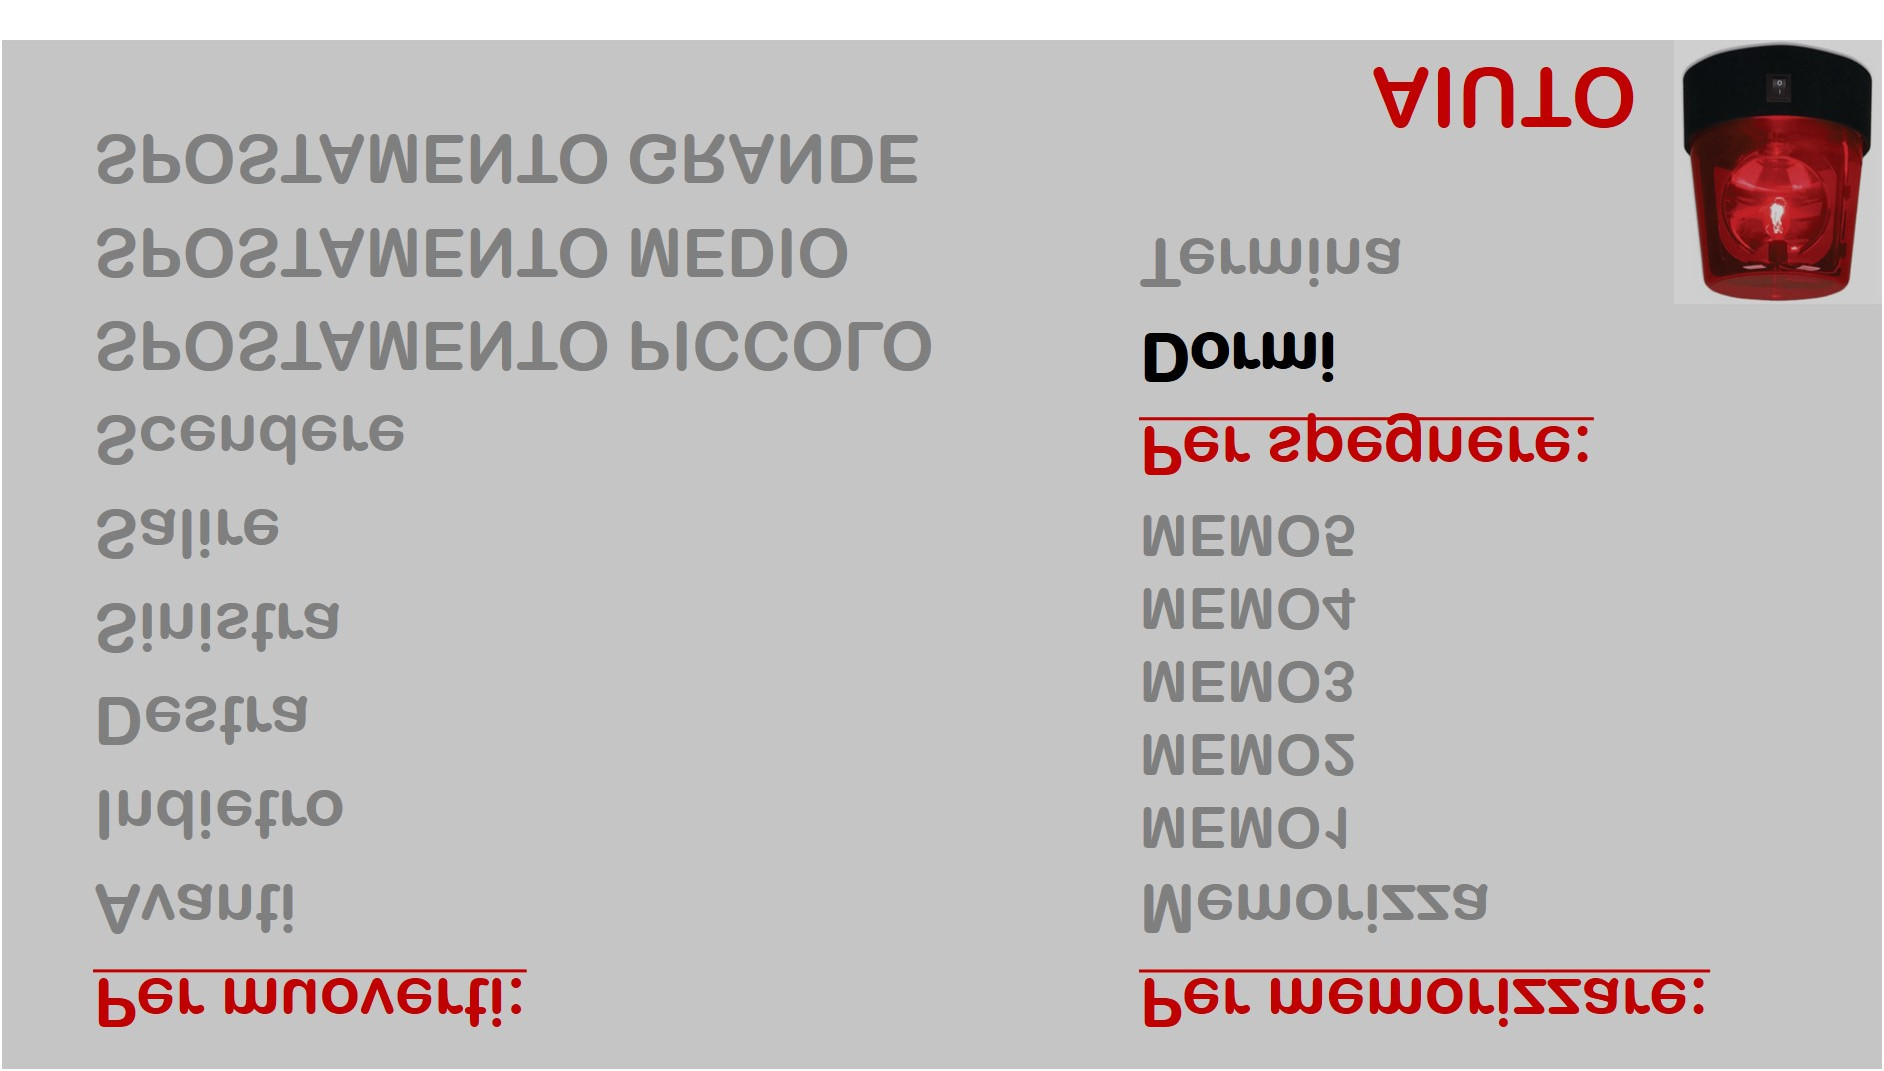 Per muoverti:
Avanti
Indietro
Destra
Sinistra
Salire
Scendere
SPOSTAMENTO PICCOLO
SPOSTAMENTO MEDIO
SPOSTAMENTO GRANDE
Per memorizzare:
Memorizza
MEMO1
MEMO2
MEMO3
MEMO4
MEMO5
Per spegnere:
Dormi
Termina
AIUTO